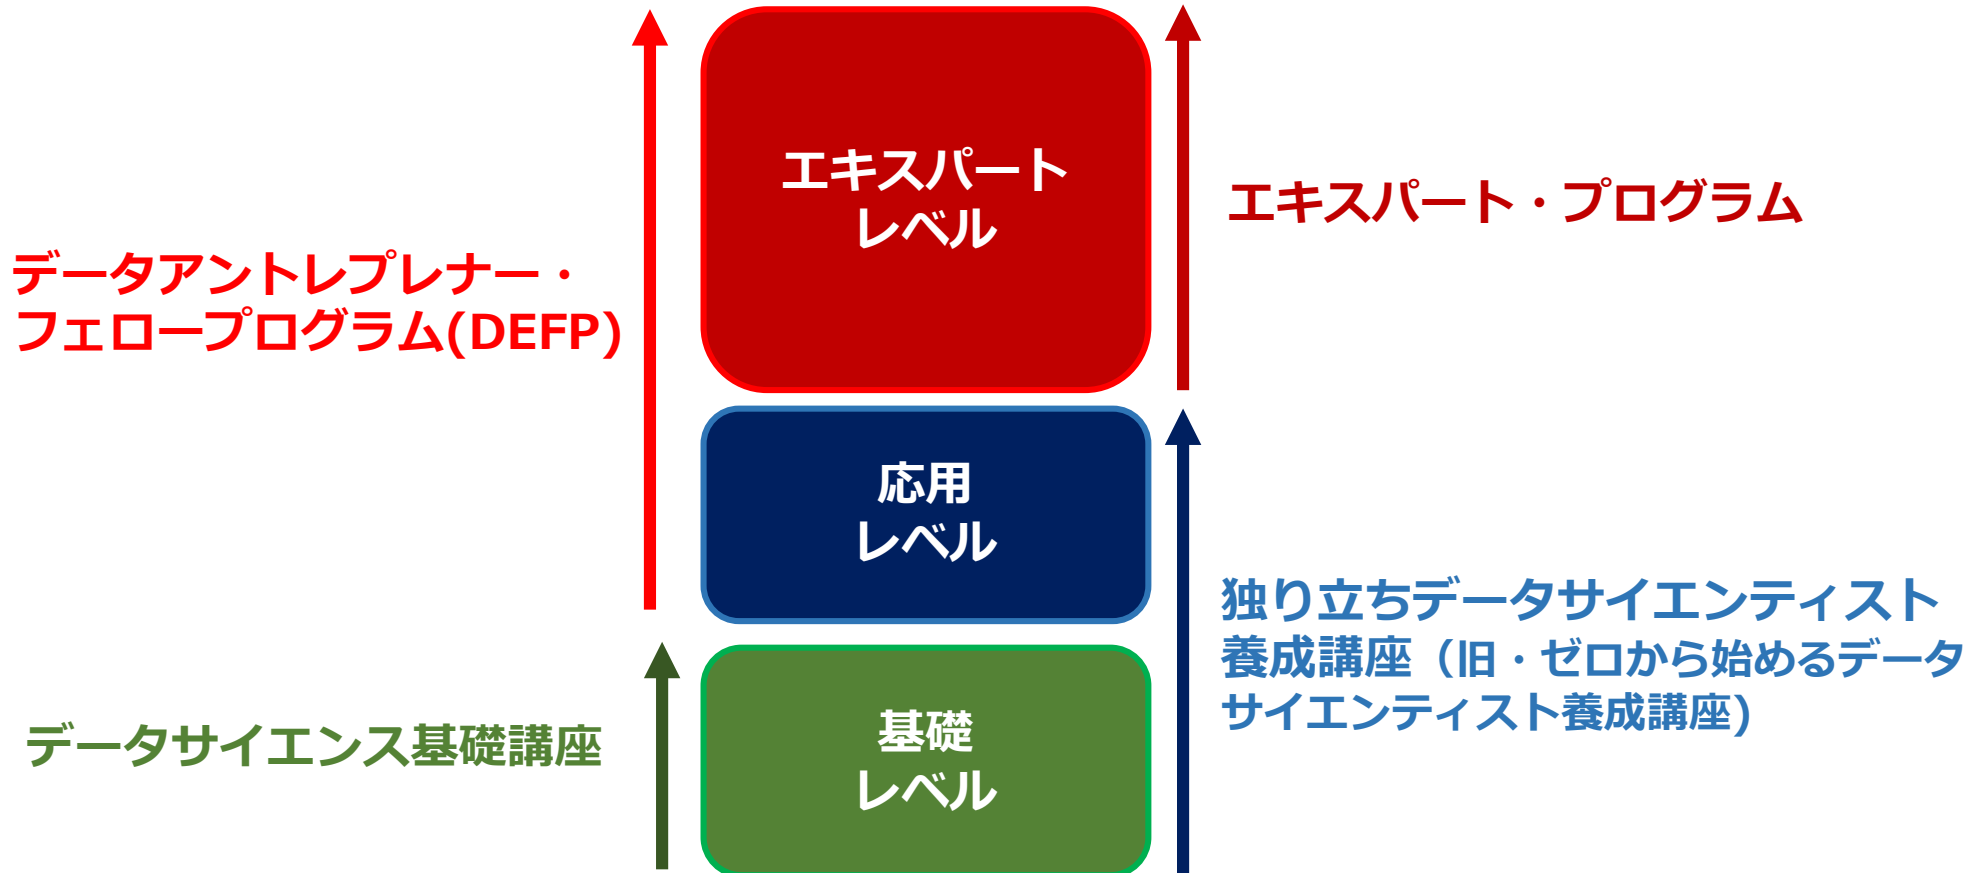 エキスパート
レベル
エキスパート・プログラム
データアントレプレナー・
フェロープログラム(DEFP)
応用
レベル
独り立ちデータサイエンティスト
養成講座（旧・ゼロから始めるデータ
サイエンティスト養成講座)
データサイエンス基礎講座
基礎
レベル